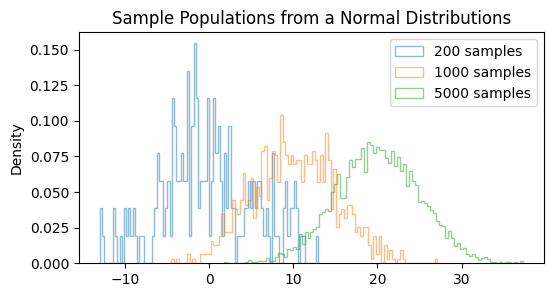 Sample Populations from a Normal Distributions
Density
0.150
0.125
0.100
0.075
0.050
0.025
0.000
200 samples
1000 samples
5000 samples
−10
0
10
20
30